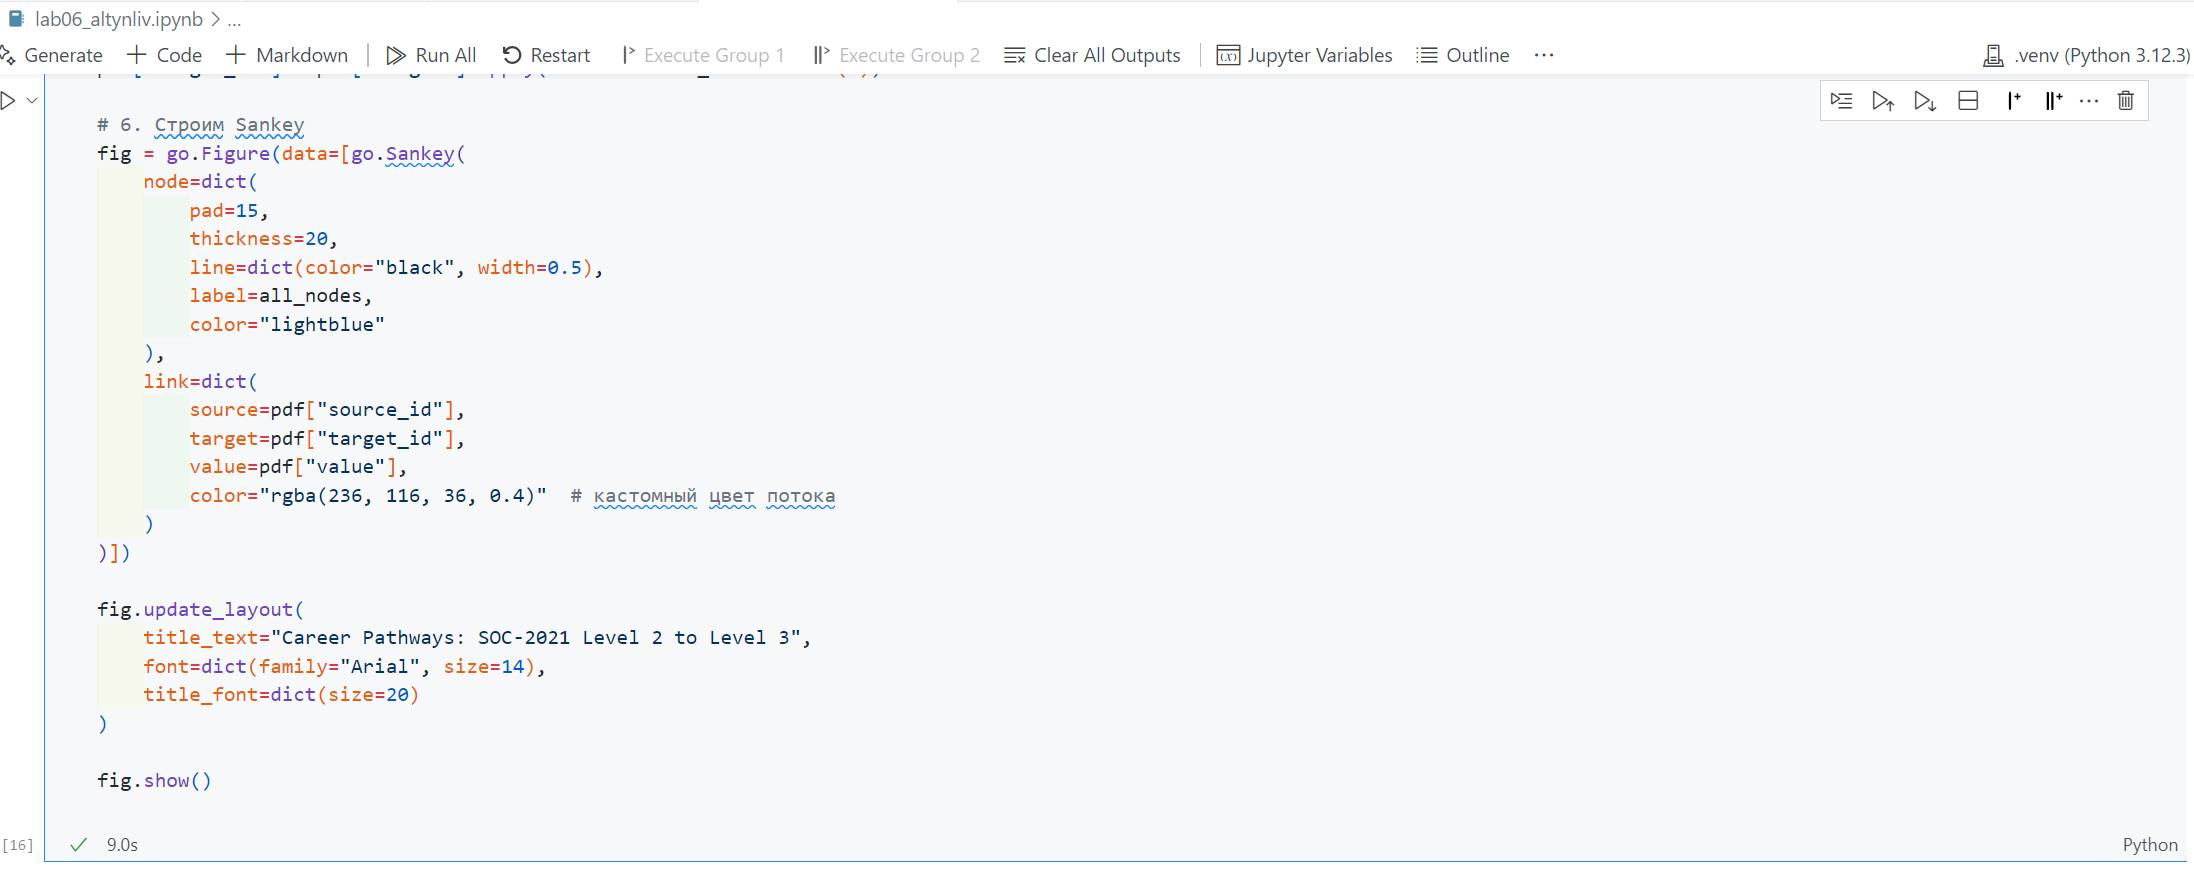 lab06_altynliv.ipynb > ...
Generate + Code + Markdown | Run All Restart Execute Group 1 Execute Group 2 Clear All Outputs | Jupyter Variables Outline ... .venv (Python 3.12.3)
# 6. Строим Sankey
fig = go.Figure(data=[go.Sankey(
    node=dict(
        pad=15,
        thickness=20,
        line=dict(color="black", width=0.5),
        label=all_nodes,
        color="lightblue"
    ),
    link=dict(
        source=pdf["source_id"],
        target=pdf["target_id"],
        value=pdf["value"],
        color="rgba(236, 116, 36, 0.4)"  # кастомный цвет потока
    )
)])
fig.update_layout(
    title_text="Career Pathways: SOC-2021 Level 2 to Level 3",
    font=dict(family="Arial", size=14),
    title_font=dict(size=20)
)
fig.show()
[16] 9.0s Python